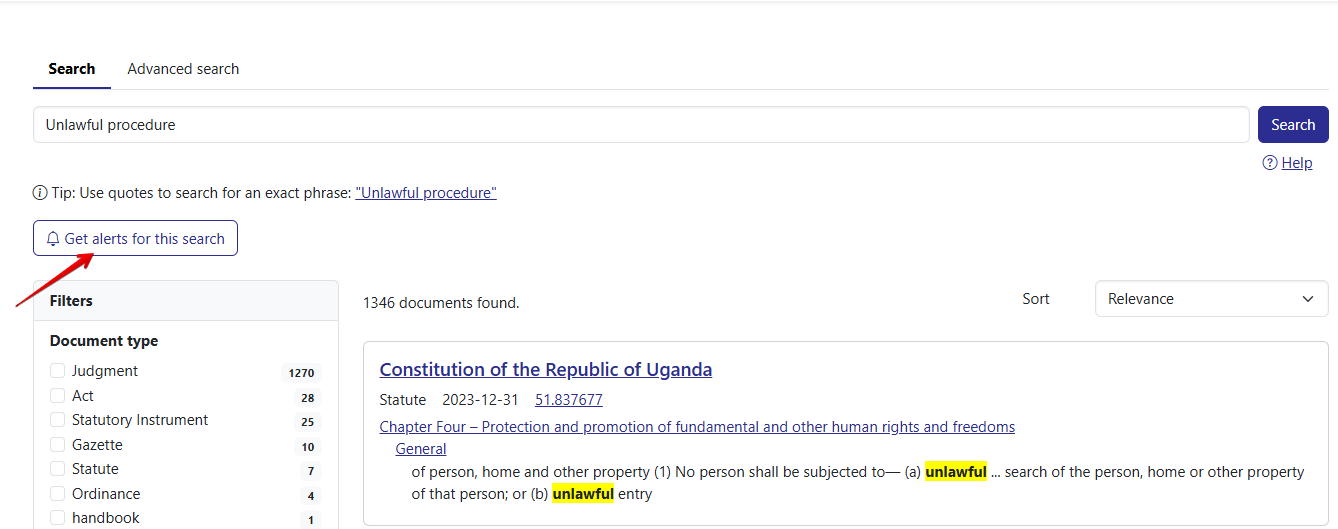 Search Advanced search
Unlawful procedure Search
Help
Tip: Use quotes to search for an exact phrase: "Unlawful procedure"
Get alerts for this search
Filters
1346 documents found. Sort Relevance
Document type
Judgment 1270
Act 28
Statutory Instrument 25
Gazette 10
Statute 7
Ordinance 4
handbook 1
Constitution of the Republic of Uganda
Statute 2023-12-31 51.837677
Chapter Four – Protection and promotion of fundamental and other human rights and freedoms
General
of person, home and other property (1) No person shall be subjected to— (a) unlawful ... search of the person, home or other property
of that person; or (b) unlawful entry